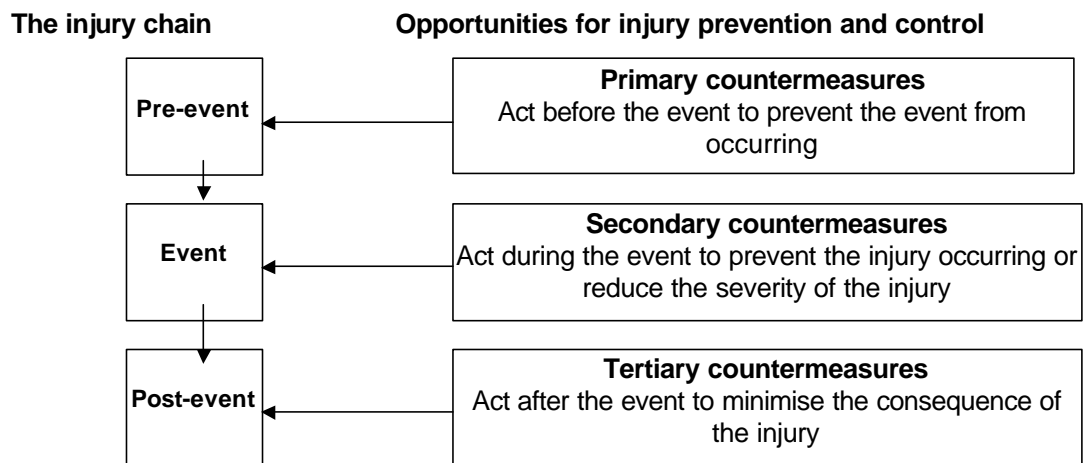 The injury chain
Opportunities for injury prevention and control
Pre-event
Primary countermeasures
Act before the event to prevent the event from
occurring
Event
Secondary countermeasures
Act during the event to prevent the injury occurring or
reduce the severity of the injury
Post-event
Tertiary countermeasures
Act after the event to minimise the consequence of
the injury